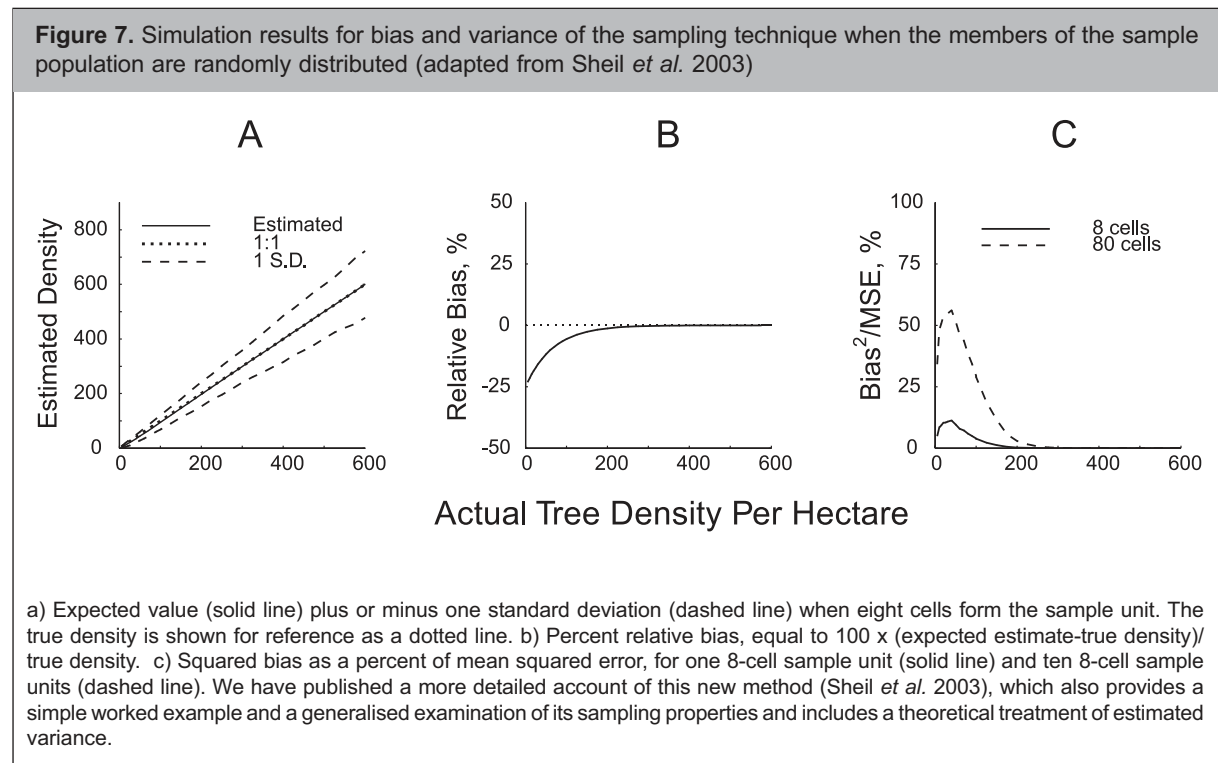 Figure 7. Simulation results for bias and variance of the sampling technique when the members of the sample
population are randomly distributed (adapted from Sheil et al. 2003)
A
B
C
Estimated Density
800
600
400
200
0
Estimated
1:1
1 S.D.
0
200
400
600
Relative Bias, %
50
25
0
-25
-50
0
200
400
600
Bias²/MSE, %
100
75
50
25
0
8 cells
80 cells
0
200
400
600
Actual Tree Density Per Hectare
a) Expected value (solid line) plus or minus one standard deviation (dashed line) when eight cells form the sample unit. The
true density is shown for reference as a dotted line. b) Percent relative bias, equal to 100 x (expected estimate-true density)/
true density. c) Squared bias as a percent of mean squared error, for one 8-cell sample unit (solid line) and ten 8-cell sample
units (dashed line). We have published a more detailed account of this new method (Sheil et al. 2003), which also provides a
simple worked example and a generalised examination of its sampling properties and includes a theoretical treatment of estimated
variance.